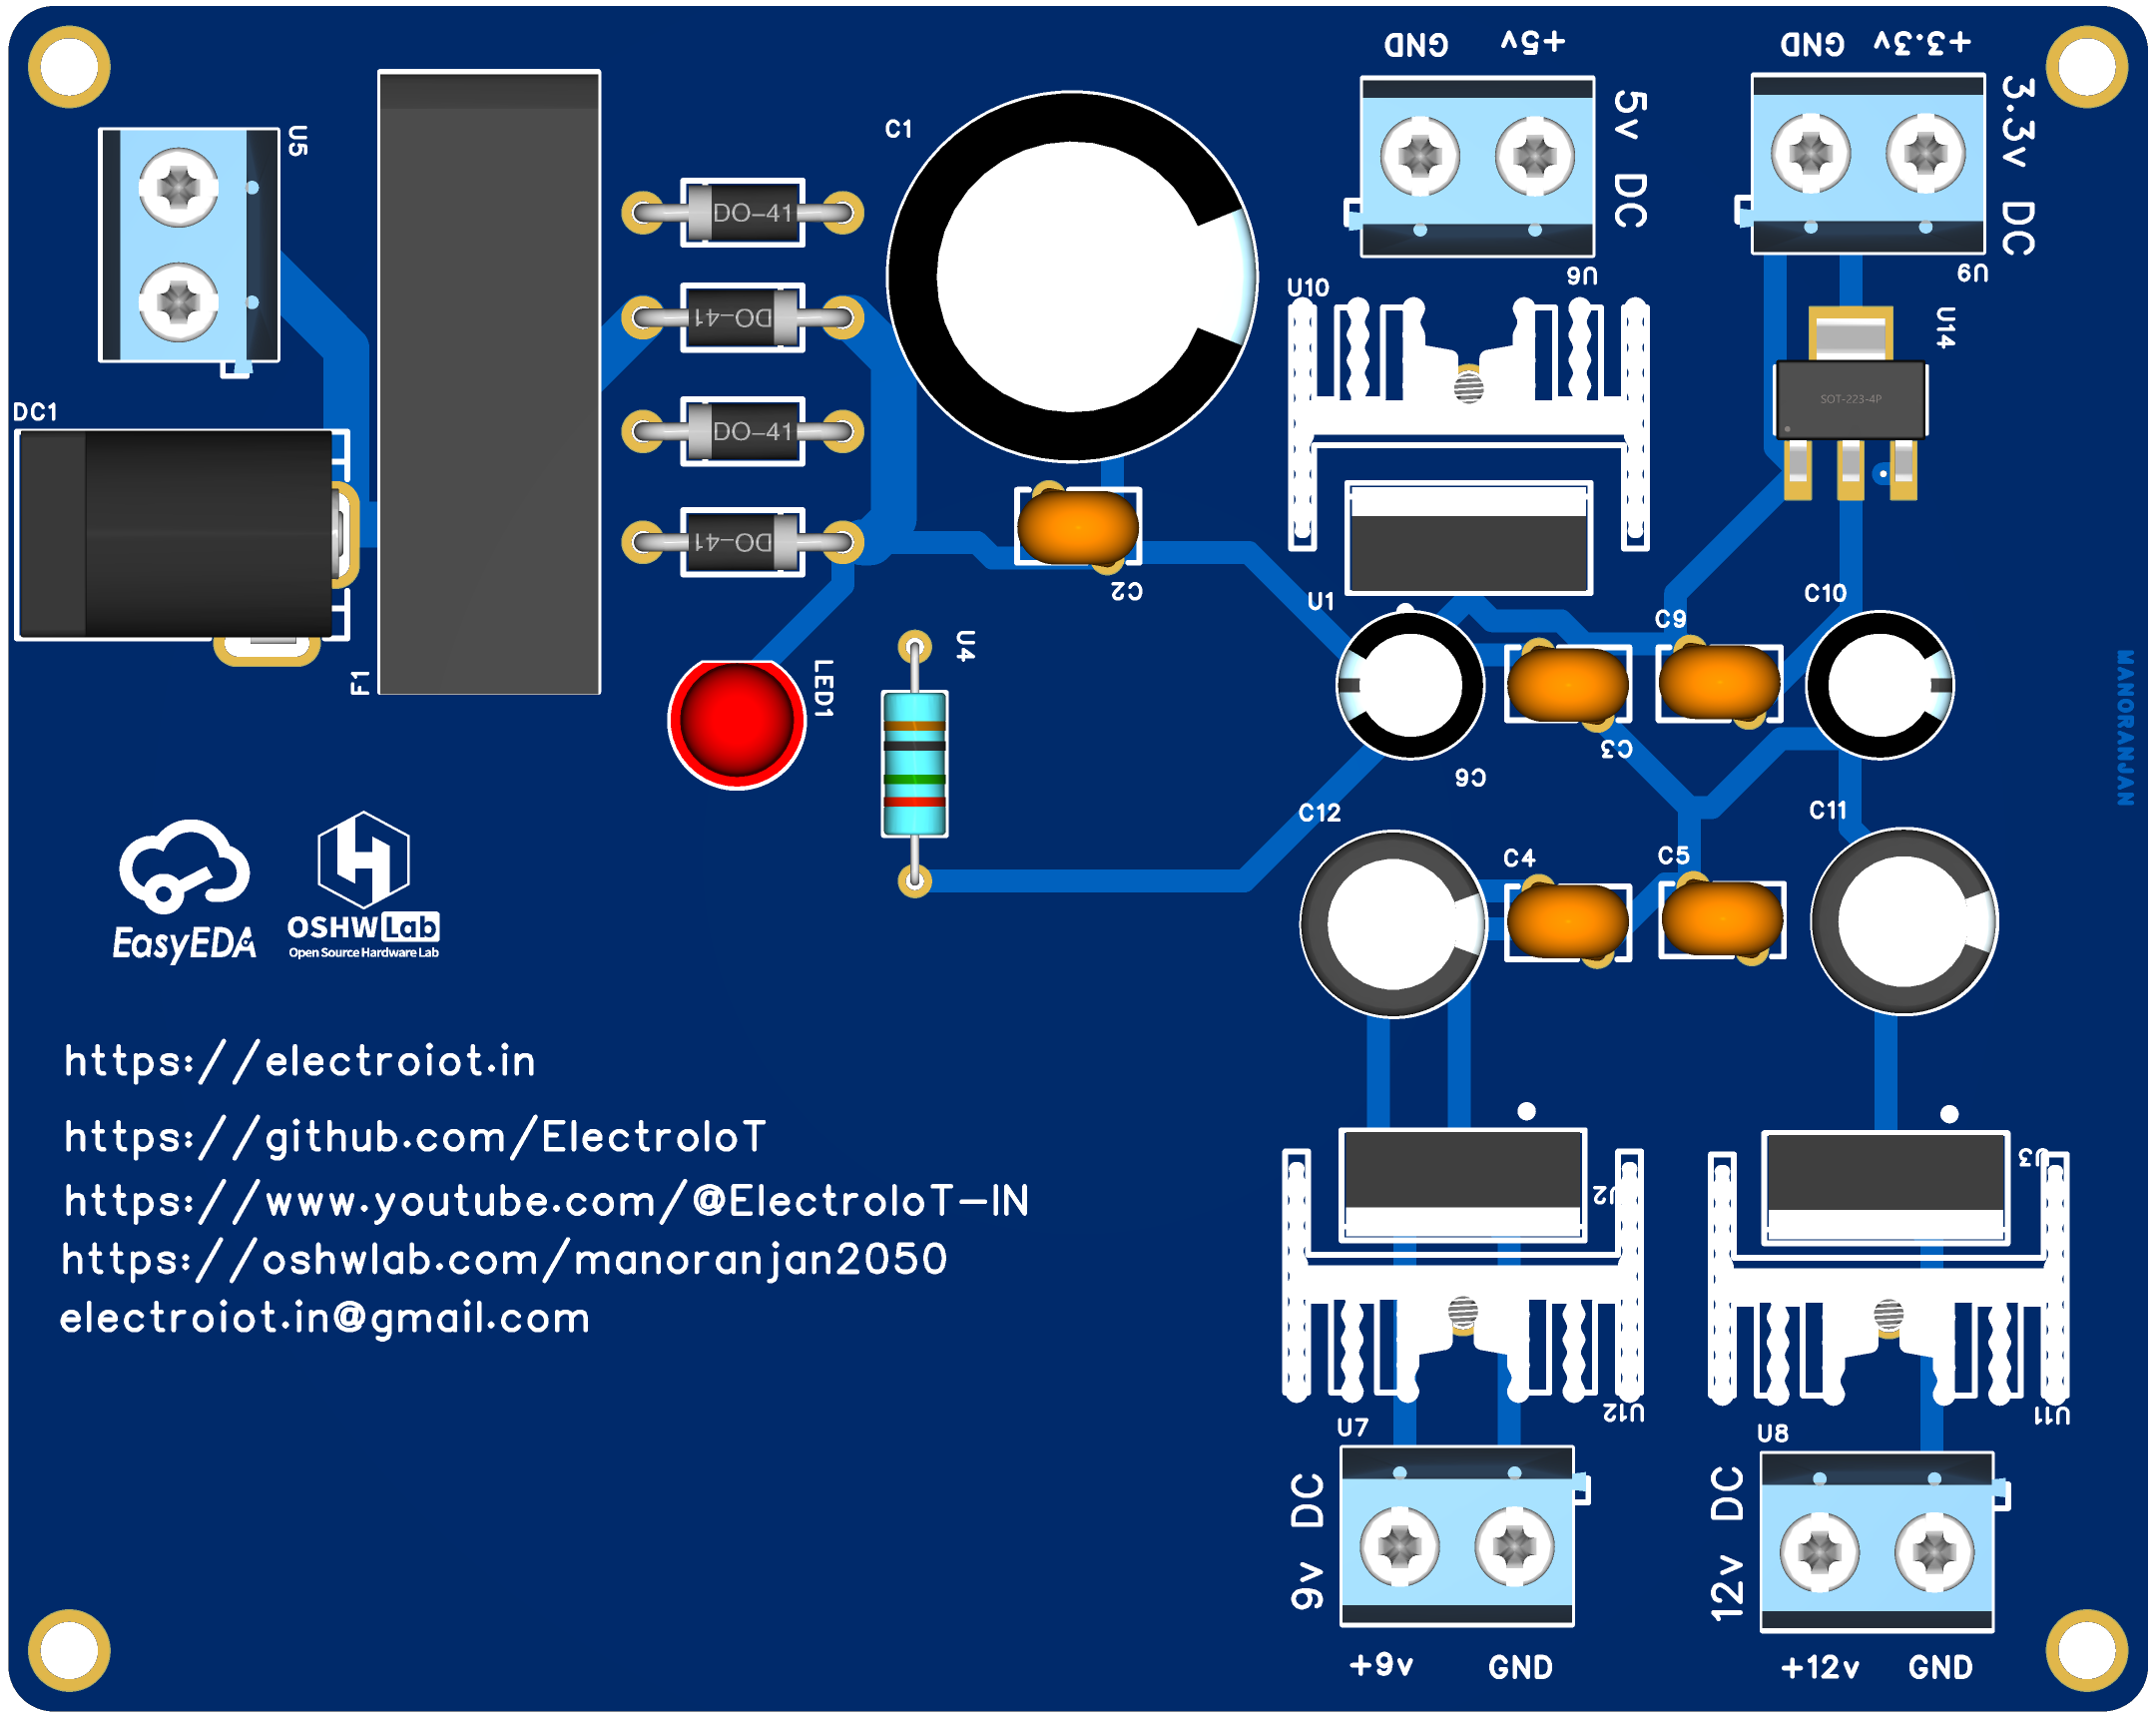 GND +5v
GND +3.3v
5v DC
3.3v DC
U5
C1
DO-41
DO-41
DO-41
DO-41
U6
U9
U10
U14
SOT-223-4P
DC1
F1
C2
U1
C9
C10
U4
LED1
C3
C6
MANORANJAN
C12
C11
C4
C5
EasyEDA
OSHWLab
Open Source Hardware Lab
https://electroiot.in
https://github.com/ElectroIoT
https://www.youtube.com/@ElectroIoT-IN
https://oshwlab.com/manoranjan2050
electroiot.in@gmail.com
U2
U3
U12
U11
U7
U8
9v DC
12v DC
+9v GND
+12v GND